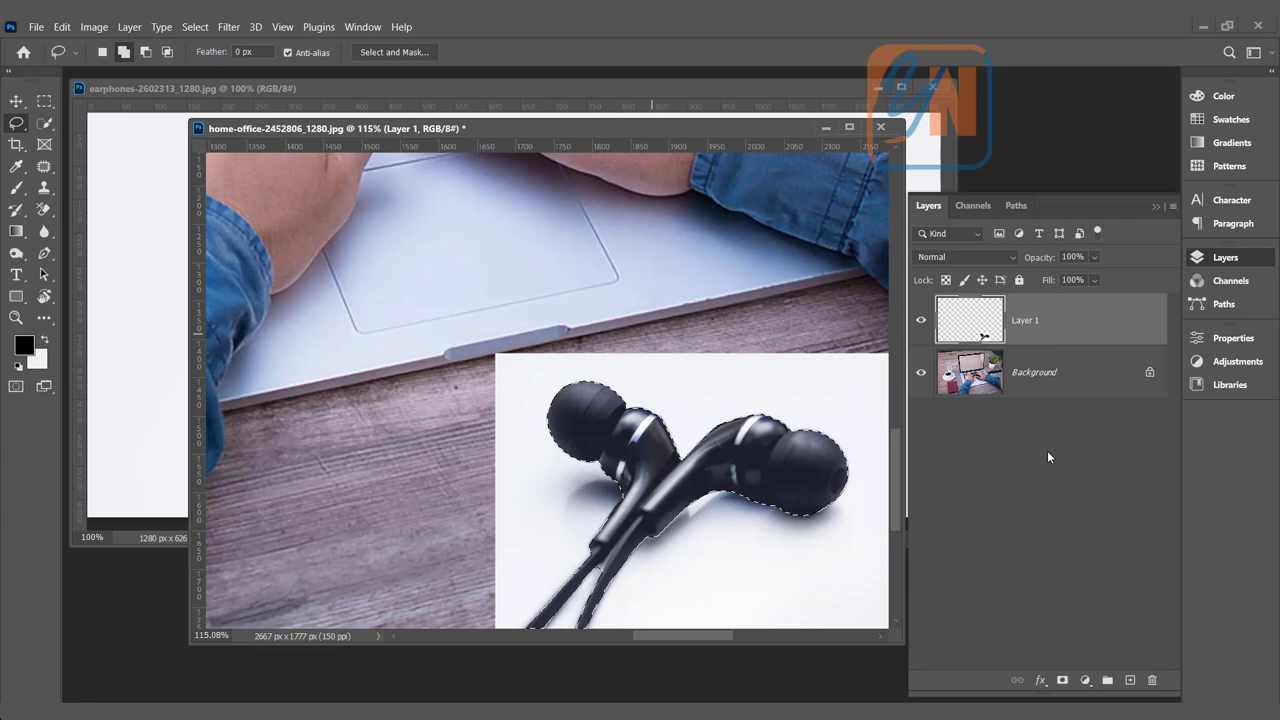 Ps File Edit Image Layer Type Select Filter 3D View Plugins Window Help
Feather: 0 px Anti-alias Select and Mask...
Ps earphones-2602313_1280.jpg @ 100% (RGB/8#)
Ps home-office-2452806_1280.jpg @ 115% (Layer 1, RGB/8#) *
1300 1350 1400 1450 1500 1550 1600 1650 1700 1750 1800 1850 1900 1950 2000 2050 2100 2150
100% 1280 px x 626
115.08% 2667 px x 1777 px (150 ppi)
Layers Channels Paths
Kind
Normal Opacity: 100%
Lock: Fill: 100%
Layer 1
Background
fx
Color
Swatches
Gradients
Patterns
Character
Paragraph
Layers
Channels
Paths
Properties
Adjustments
Libraries